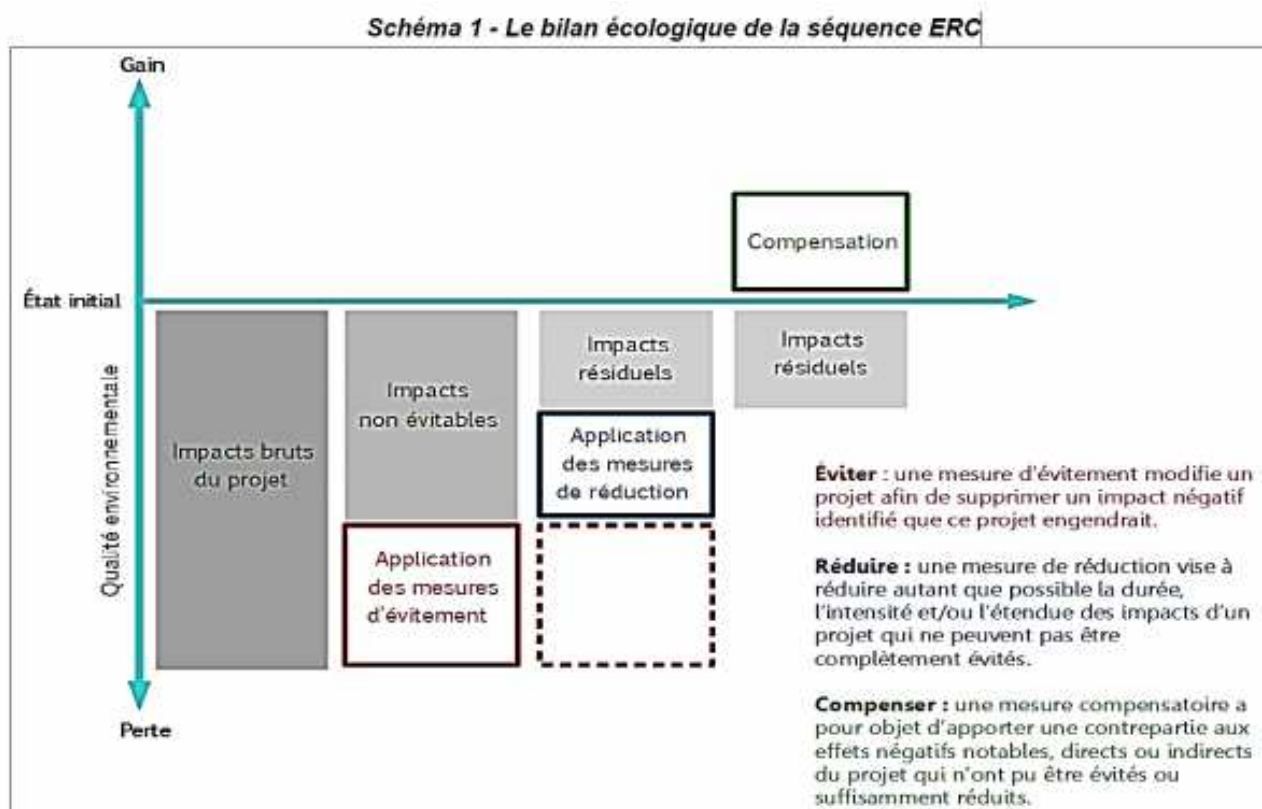 Schéma 1 - Le bilan écologique de la séquence ERC
Gain
Compensation
État initial
Impacts bruts
du projet
Impacts
non évitables
Impacts
résiduels
Impacts
résiduels
Application
des mesures
de réduction
Application
des mesures
d'évitement
Qualité environnementale
Perte
Éviter : une mesure d'évitement modifie un
projet afin de supprimer un impact négatif
identifié que ce projet engendrait.
Réduire : une mesure de réduction vise à
réduire autant que possible la durée,
l'intensité et/ou l'étendue des impacts d'un
projet qui ne peuvent pas être
complètement évités.
Compenser : une mesure compensatoire a
pour objet d'apporter une contrepartie aux
effets négatifs notables, directs ou indirects
du projet qui n'ont pu être évités ou
suffisamment réduits.